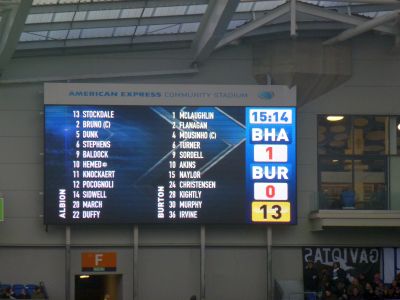 AMERICAN EXPRESS COMMUNITY STADIUM
13 STOCKDALE
2 BRUNO (C)
5 DUNK
6 STEPHENS
9 BALDOCK
10 HEMED
11 KNOCKAERT
12 POCOGNOLI
14 SIDWELL
20 MARCH
22 DUFFY
ALBION
1 MCLAUGHLIN
2 FLANAGAN
4 MOUSINHO (C)
6 TURNER
9 SORDELL
10 AKINS
15 NAYLOR
24 CHRISTENSEN
28 KIGHTLY
30 MURPHY
36 IRVINE
BURTON
15:14
BHA
1
BUR
0
13
F
GAVIOTAS